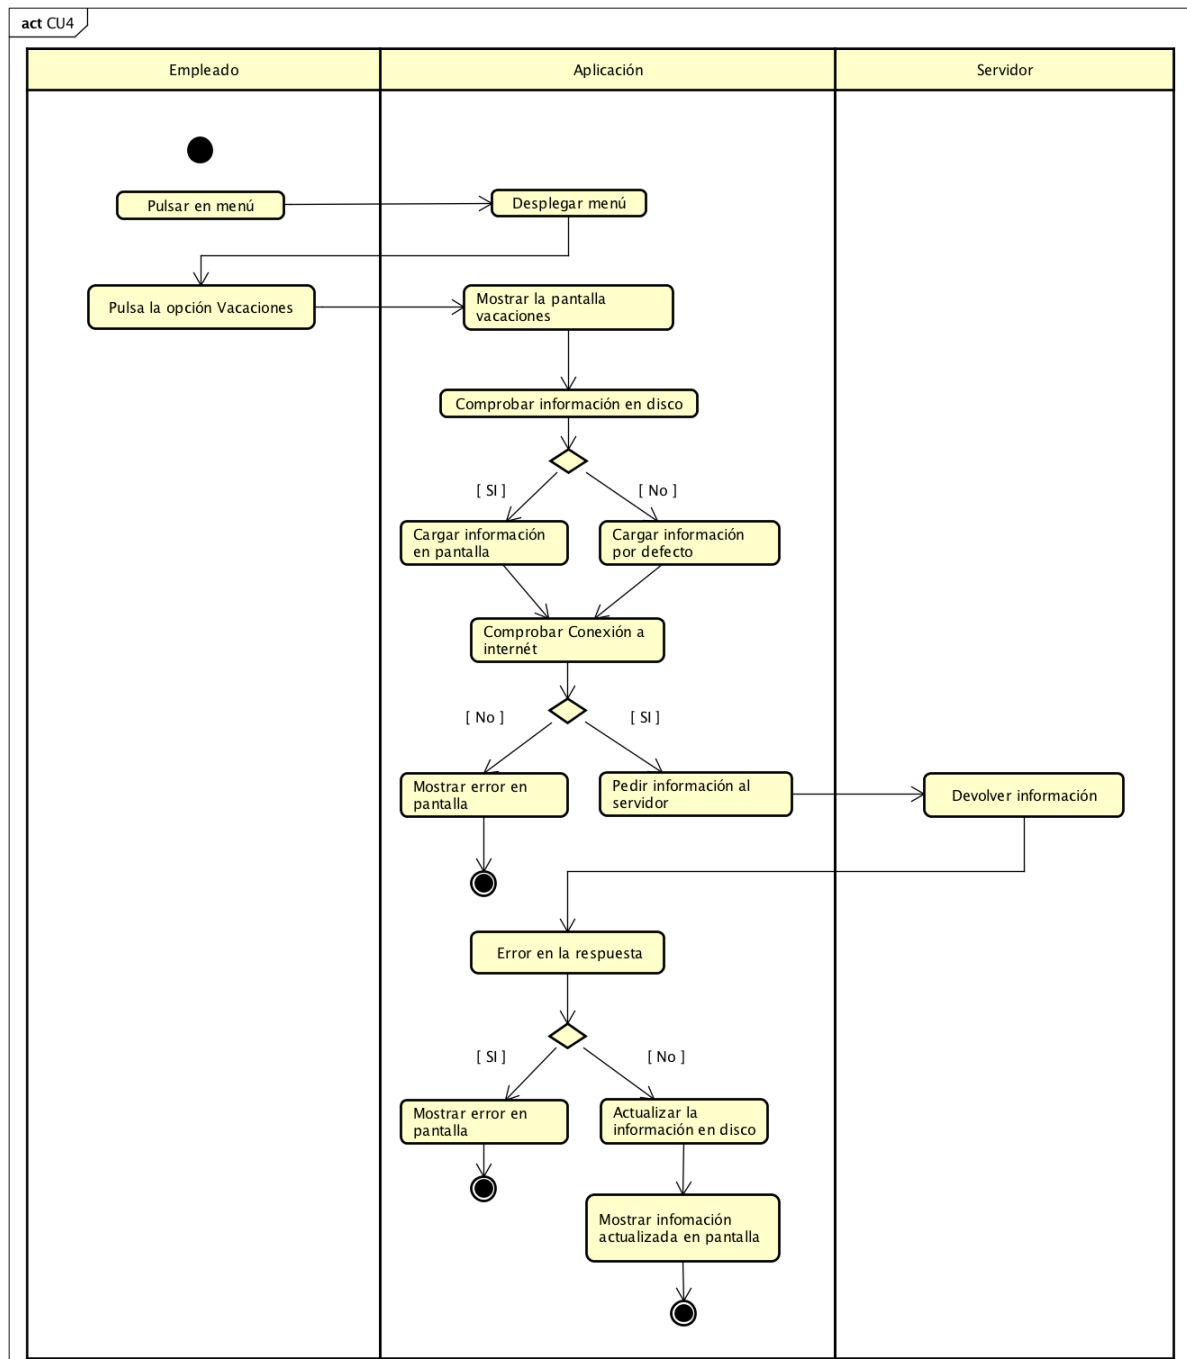 act CU4
Empleado
Aplicación
Servidor
Pulsar en menú
Desplegar menú
Pulsa la opción Vacaciones
Mostrar la pantalla
vacaciones
Comprobar información en disco
[ SI ]
[ No ]
Cargar información
en pantalla
Cargar información
por defecto
Comprobar Conexión a
internét
[ No ]
[ SI ]
Mostrar error en
pantalla
Pedir información al
servidor
Devolver información
Error en la respuesta
[ SI ]
[ No ]
Mostrar error en
pantalla
Actualizar la
información en disco
Mostrar infomación
actualizada en pantalla